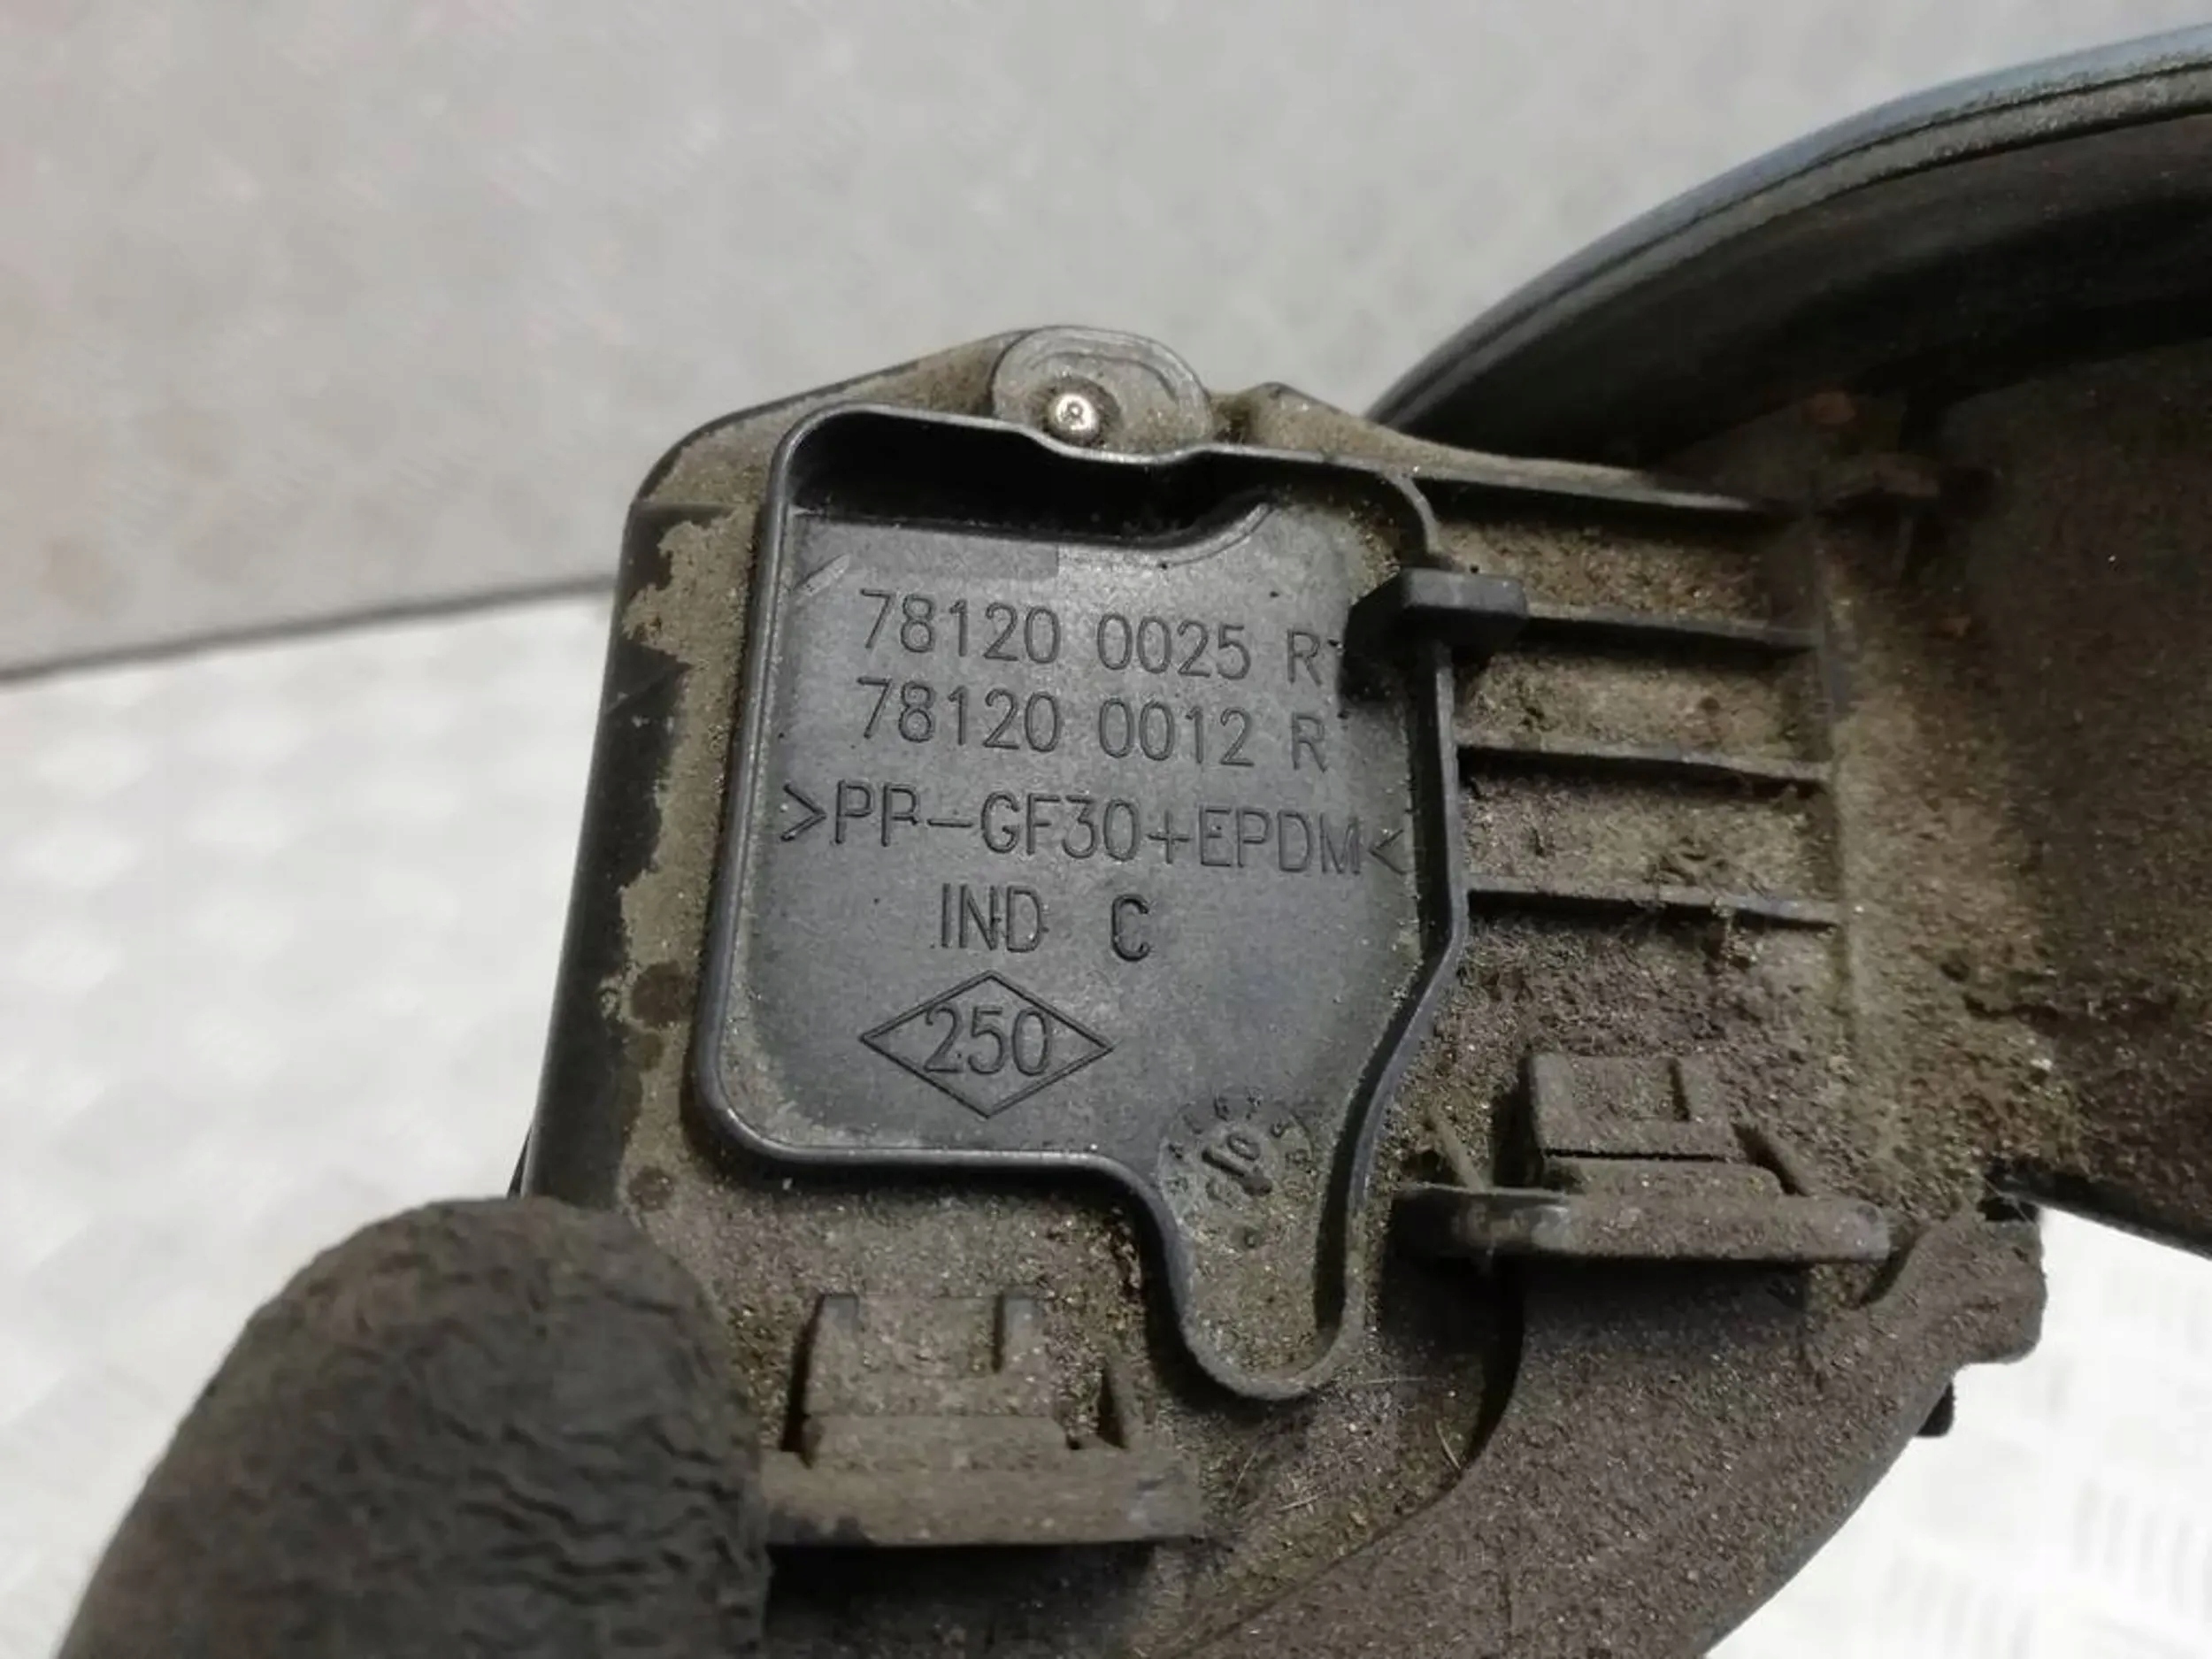 78120 0025 R
78120 0012 R
>PP-GF30+EPDM<
IND C
250